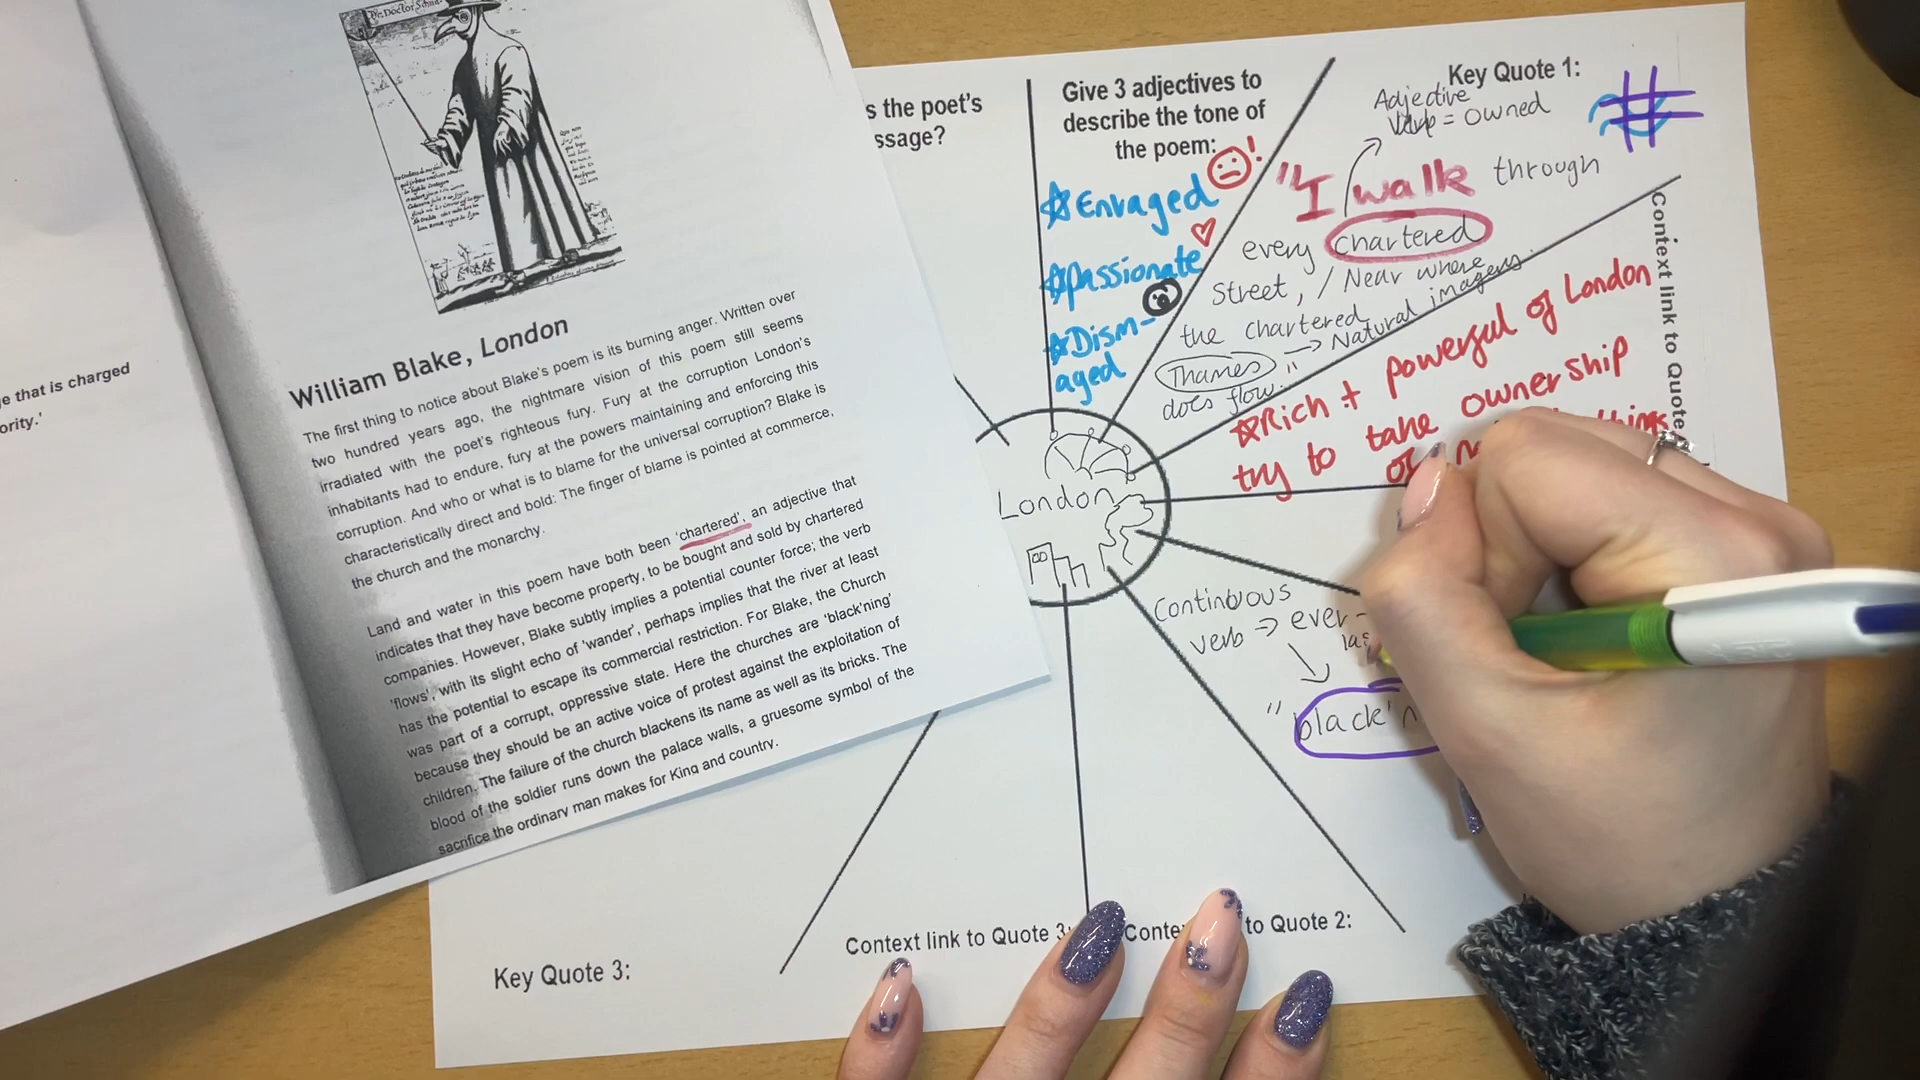 Dr. Doctor
e that is charged
ority.'
William Blake, London
The first thing to notice about Blake's poem is its burning anger. Written over
two hundred years ago, the nightmare vision of this poem still seems
irradiated with the poet's righteous fury. Fury at the corruption London's
inhabitants had to endure, fury at the powers maintaining and enforcing this
corruption. And who or what is to blame for the universal corruption? Blake is
characteristically direct and bold: The finger of blame is pointed at commerce,
the church and the monarchy.
Land and water in this poem have both been 'chartered', an adjective that
indicates that they have become property, to be bought and sold by chartered
companies. However, Blake subtly implies a potential counter force; the verb
'flows', with its slight echo of 'wander', perhaps implies that the river at least
has the potential to escape its commercial restriction. For Blake, the Church
was part of a corrupt, oppressive state. Here the churches are 'black'ning'
because they should be an active voice of protest against the exploitation of
children. The failure of the church blackens its name as well as its bricks. The
blood of the soldier runs down the palace walls, a gruesome symbol of the
sacrifice the ordinary man makes for King and country.
s the poet's
ssage?
Give 3 adjectives to
describe the tone of
the poem:
Enraged
passionate
Dism-
aged
Key Quote 1:
Adjective
= owned
"I walk through
every chartered
Street, / Near where
the chartered
Thames
does flow.."
→ Natural imagery
Context link to Quote
Rich + powerful of London
try to take ownership
of things
London
Continuous
verb => ever-
"black'n
Context link to Quote 3:
to Quote 2:
Key Quote 3: